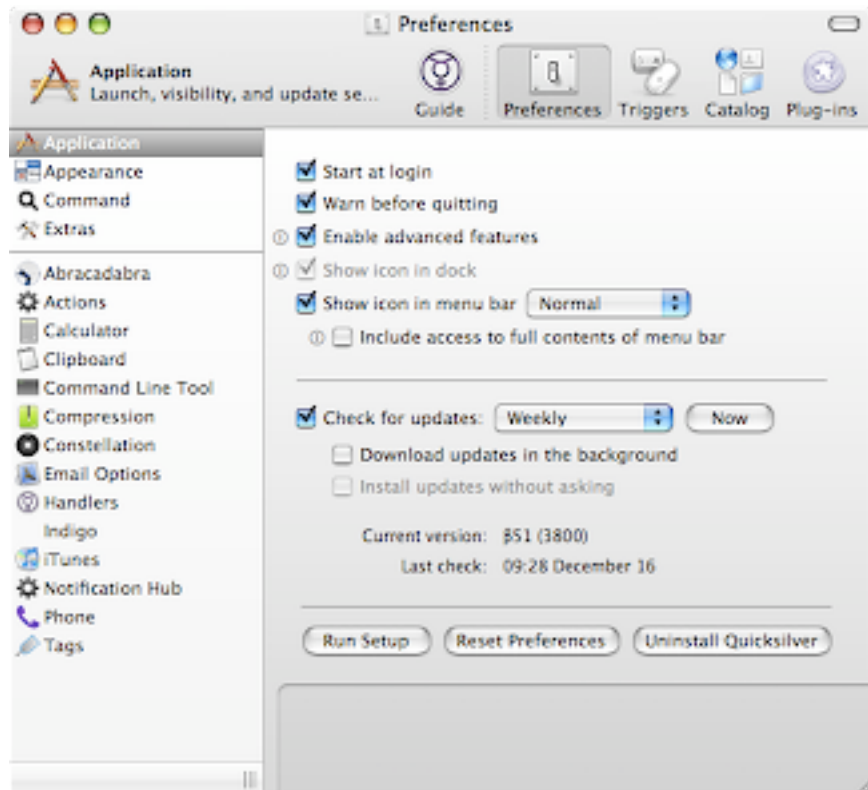 Preferences
Application
Launch, visibility, and update se...
Guide
Preferences
Triggers
Catalog
Plug-ins
Application
Appearance
Command
Extras
Abracadabra
Actions
Calculator
Clipboard
Command Line Tool
Compression
Constellation
Email Options
Handlers
Indigo
iTunes
Notification Hub
Phone
Tags
Start at login
Warn before quitting
Enable advanced features
Show icon in dock
Show icon in menu bar Normal
Include access to full contents of menu bar
Check for updates: Weekly Now
Download updates in the background
Install updates without asking
Current version: β51 (3800)
Last check: 09:28 December 16
Run Setup Reset Preferences Uninstall Quicksilver